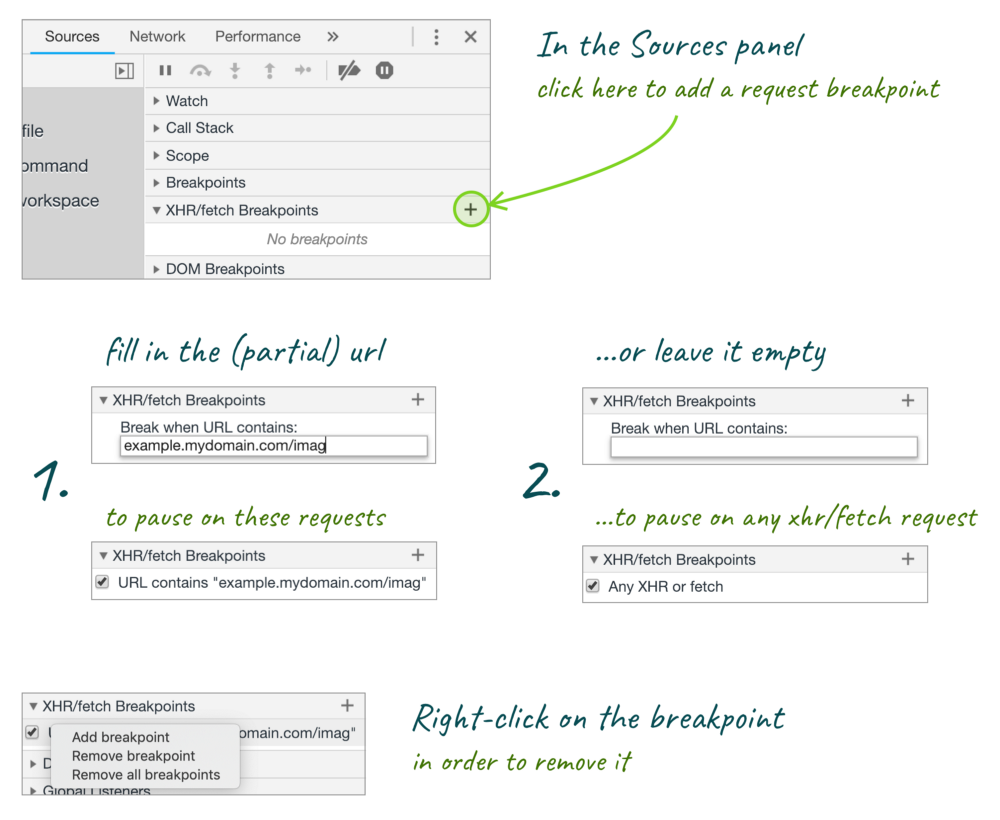 Sources Network Performance »
Watch
Call Stack
Scope
Breakpoints
XHR/fetch Breakpoints +
No breakpoints
DOM Breakpoints
file
ommand
workspace
In the Sources panel
click here to add a request breakpoint
fill in the (partial) url
XHR/fetch Breakpoints +
Break when URL contains:
example.mydomain.com/imag
1.
to pause on these requests
XHR/fetch Breakpoints +
URL contains "example.mydomain.com/imag"
...or leave it empty
XHR/fetch Breakpoints +
Break when URL contains:
2.
...to pause on any xhr/fetch request
XHR/fetch Breakpoints +
Any XHR or fetch
XHR/fetch Breakpoints +
omain.com/imag"
Add breakpoint
Remove breakpoint
Remove all breakpoints
D
Global Listeners
Right-click on the breakpoint
in order to remove it